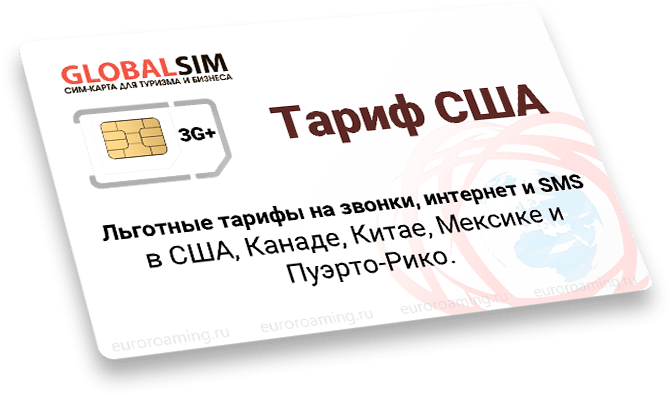 GLOBALSIM
СИМ-КАРТА ДЛЯ ТУРИЗМА И БИЗНЕСА
3G+
Тариф США
Льготные тарифы на звонки, интернет и SMS
в США, Канаде, Китае, Мексике и
Пуэрто-Рико.
euroroaming.ru euroroaming.ru euroroaming.ru euroroaming.ru